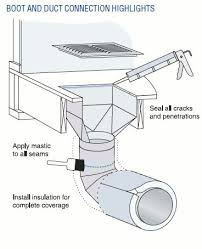 BOOT AND DUCT CONNECTION HIGHLIGHTS
Seal all cracks
and penetrations
Apply mastic
to all seams
Install insulation for
complete coverage